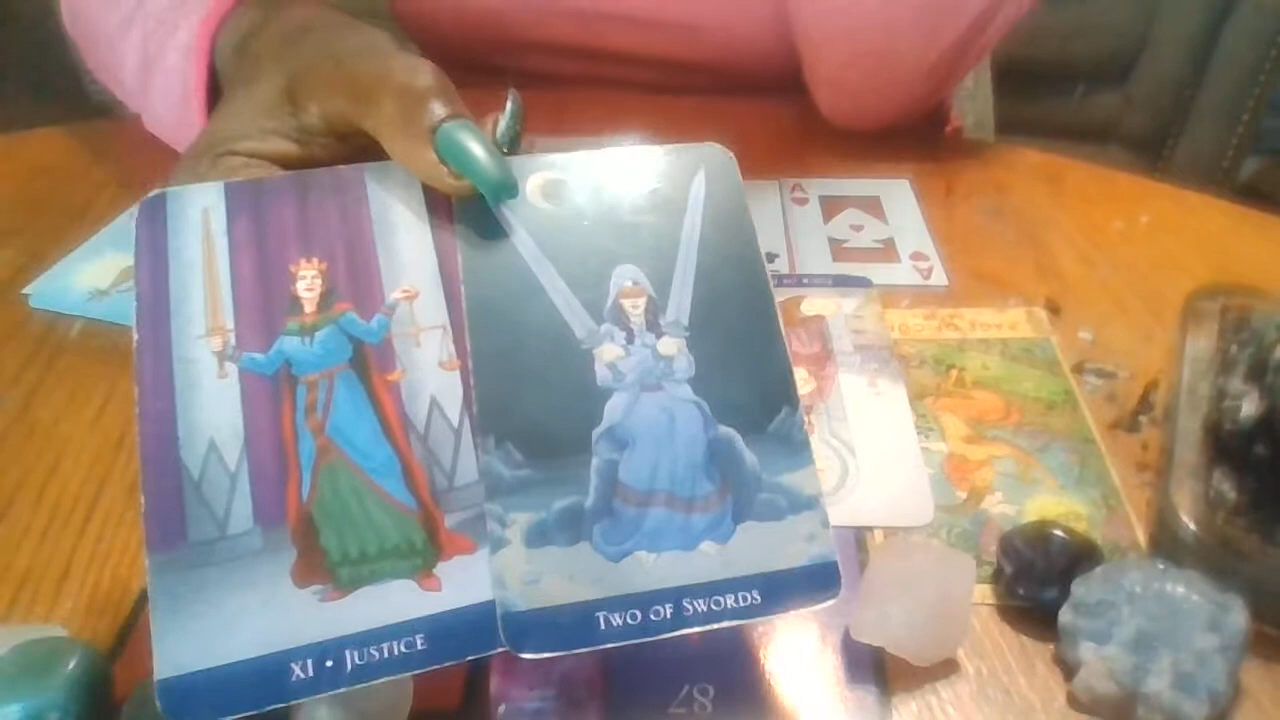 XI • JUSTICE
TWO OF SWORDS
A
A
87